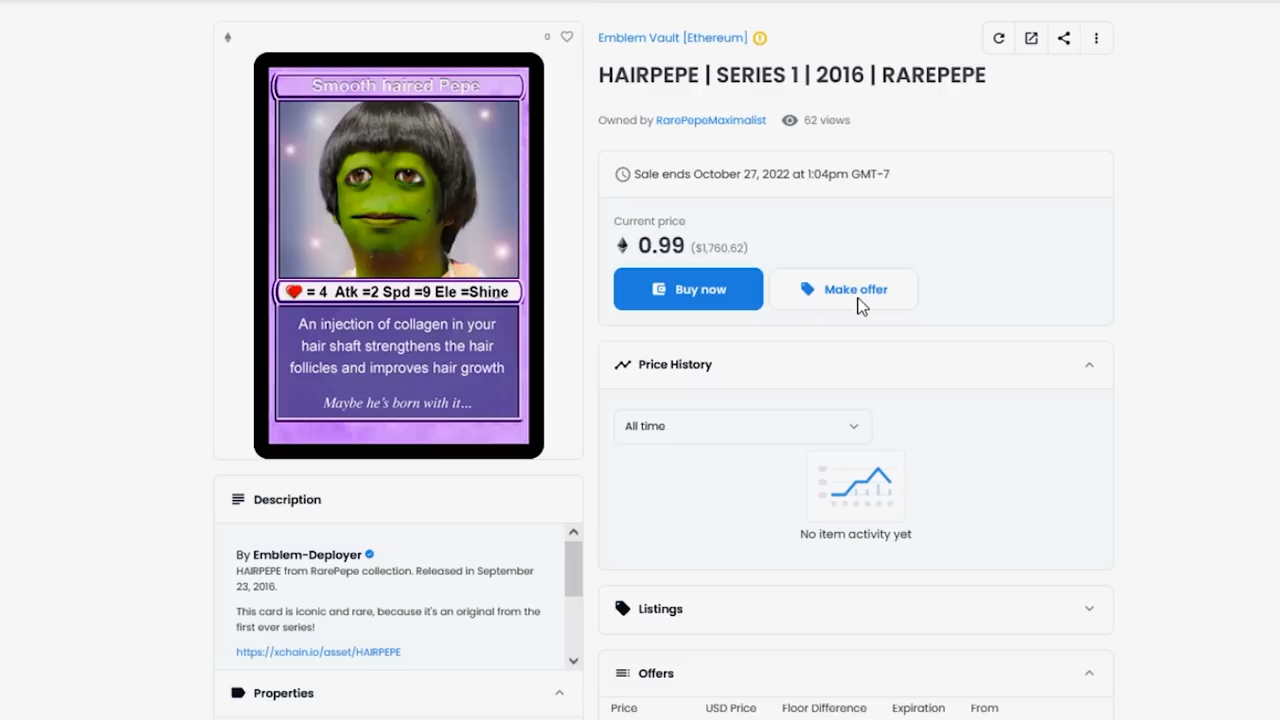 0
Smooth haired Pepe
= 4 Atk =2 Spd =9 Ele =Shine
An injection of collagen in your
hair shaft strengthens the hair
follicles and improves hair growth
Maybe he's born with it...
Description
By Emblem-Deployer
HAIRPEPE from RarePepe collection. Released in September
23, 2016.
This card is iconic and rare, because it's an original from the
first ever series!
https://xchain.io/asset/HAIRPEPE
Properties
Emblem Vault [Ethereum]
HAIRPEPE | SERIES 1 | 2016 | RAREPEPE
Owned by RarePepeMaximalist 62 views
Sale ends October 27, 2022 at 1:04pm GMT-7
Current price
0.99 ($1,760.62)
Buy now Make offer
Price History
All time
No item activity yet
Listings
Offers
Price USD Price Floor Difference Expiration From